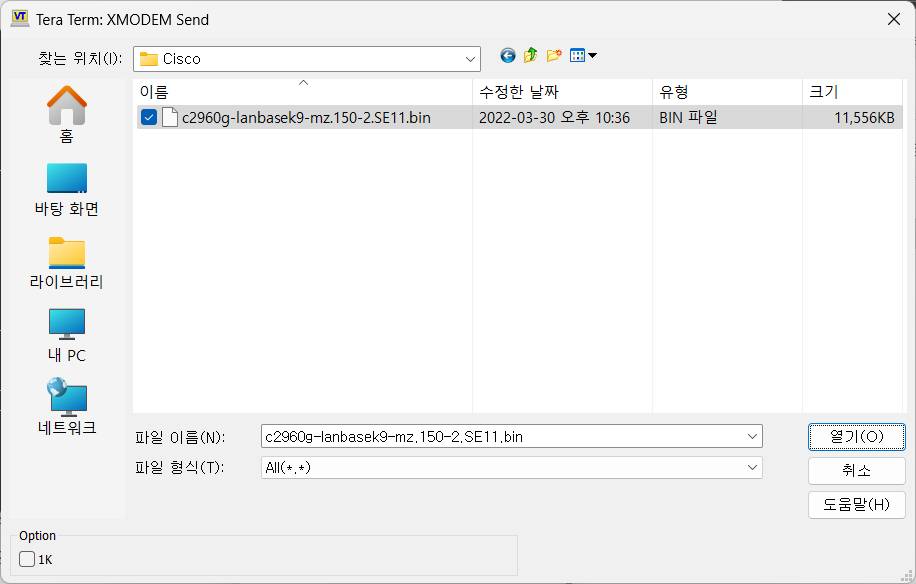 VT Tera Term: XMODEM Send
찾는 위치(I): Cisco
이름 수정한 날짜 유형 크기
c2960g-lanbasek9-mz.150-2.SE11.bin 2022-03-30 오후 10:36 BIN 파일 11,556KB
홈
바탕 화면
라이브러리
내 PC
네트워크
파일 이름(N): c2960g-lanbasek9-mz.150-2.SE11.bin 열기(O)
파일 형식(T): All(*.*) 취소
도움말(H)
Option
1K